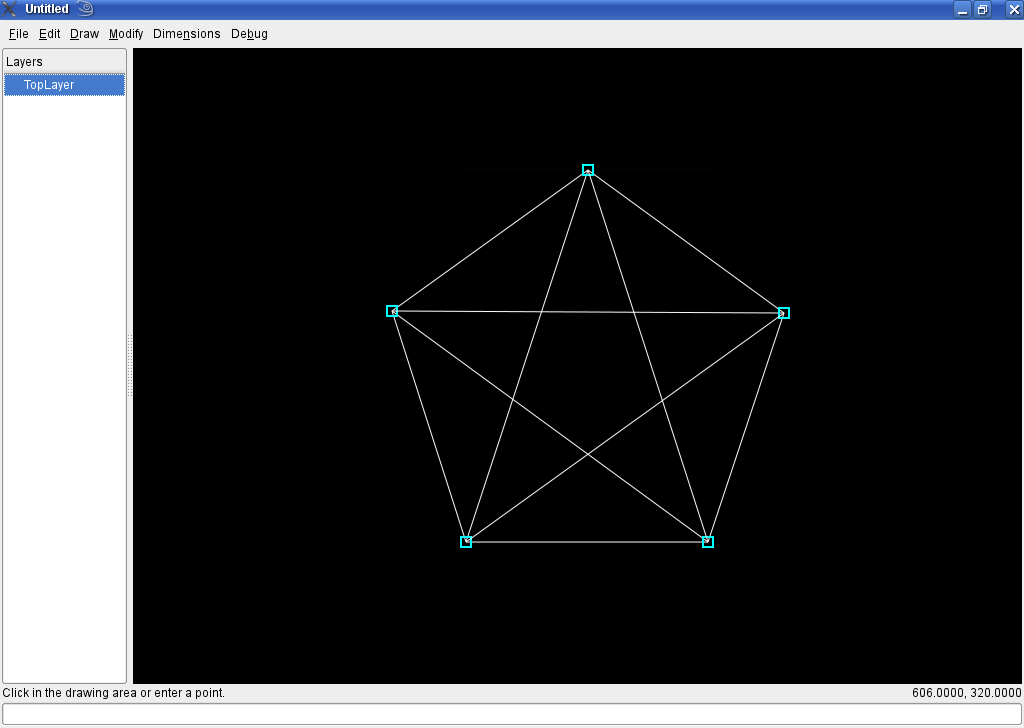 Untitled
File Edit Draw Modify Dimensions Debug
Layers
TopLayer
Click in the drawing area or enter a point.
606.0000, 320.0000